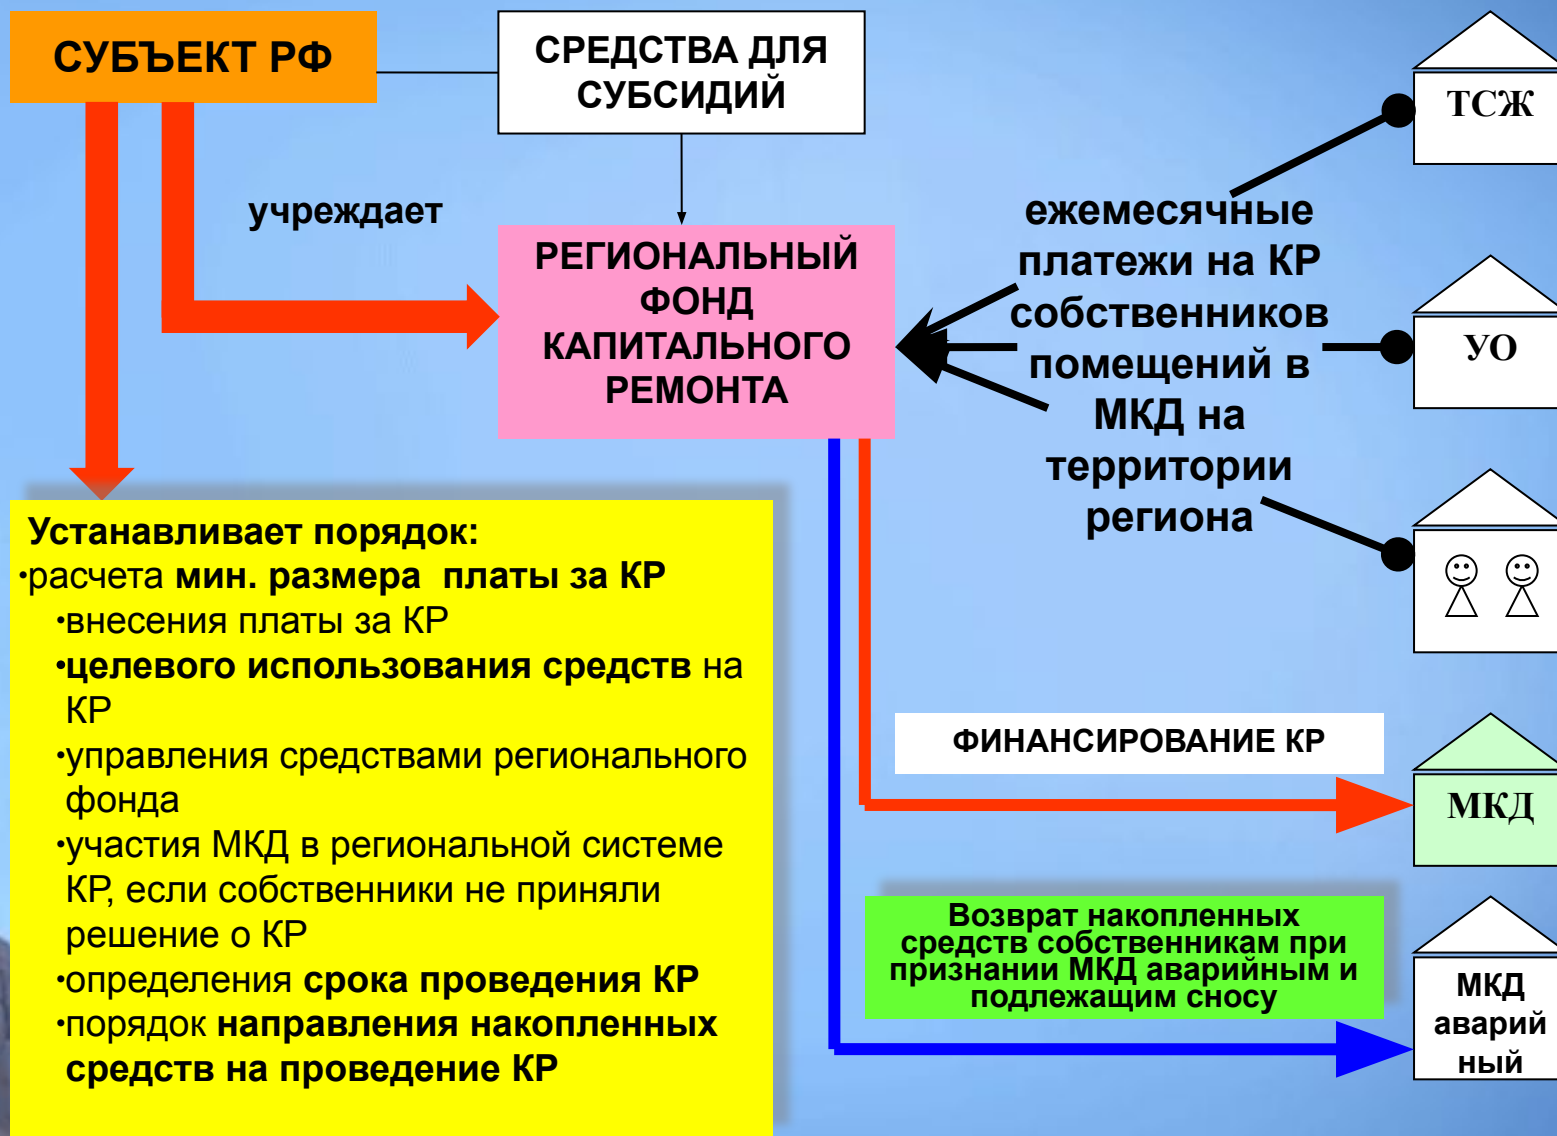 СУБЪЕКТ РФ
СРЕДСТВА ДЛЯ
СУБСИДИЙ
учреждает
РЕГИОНАЛЬНЫЙ
ФОНД
КАПИТАЛЬНОГО
РЕМОНТА
ежемесячные
платежи на КР
собственников
помещений в
МКД на
территории
региона
ТСЖ
УО
Устанавливает порядок:
•расчета мин. размера  платы за КР
•внесения платы за КР
•целевого использования средств на
КР
•управления средствами регионального
фонда
•участия МКД в региональной системе
КР, если собственники не приняли
решение о КР
•определения срока проведения КР
•порядок направления накопленных
средств на проведение КР
ФИНАНСИРОВАНИЕ КР
МКД
Возврат накопленных
средств собственникам при
признании МКД аварийным и
подлежащим сносу
МКД
аварий
ный